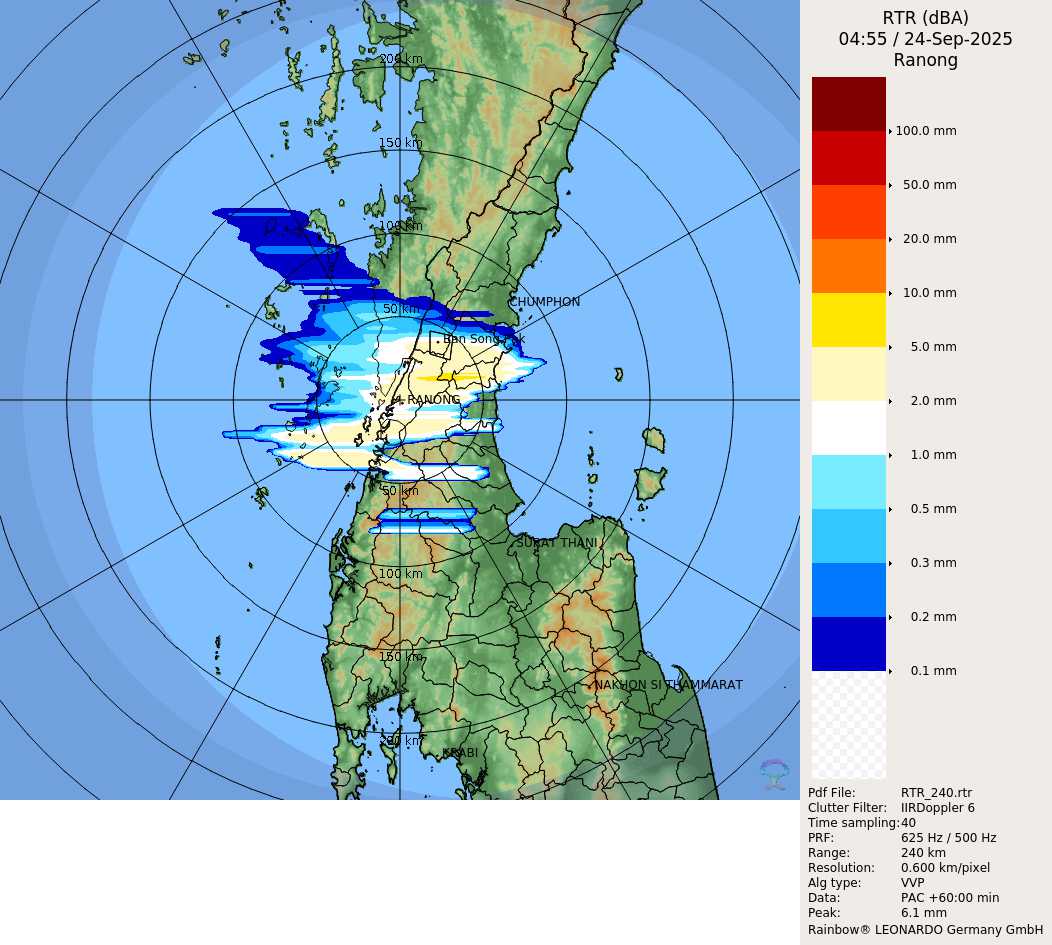 RTR (dBA)
04:55 / 24-Sep-2025
Ranong
200 km
150 km
100 km
50 km
CHUMPHON
RANONG
50 km
SURAT THANI
100 km
150 km
NAKHON SI THAMMARAT
200 km
KRABI
100.0 mm
50.0 mm
20.0 mm
10.0 mm
5.0 mm
2.0 mm
1.0 mm
0.5 mm
0.3 mm
0.2 mm
0.1 mm
Pdf File: RTR_240.rtr
Clutter Filter: IIRDoppler 6
Time sampling:40
PRF: 625 Hz / 500 Hz
Range: 240 km
Resolution: 0.600 km/pixel
Alg type: VVP
Data: PAC +60:00 min
Peak: 6.1 mm
Rainbow® LEONARDO Germany GmbH